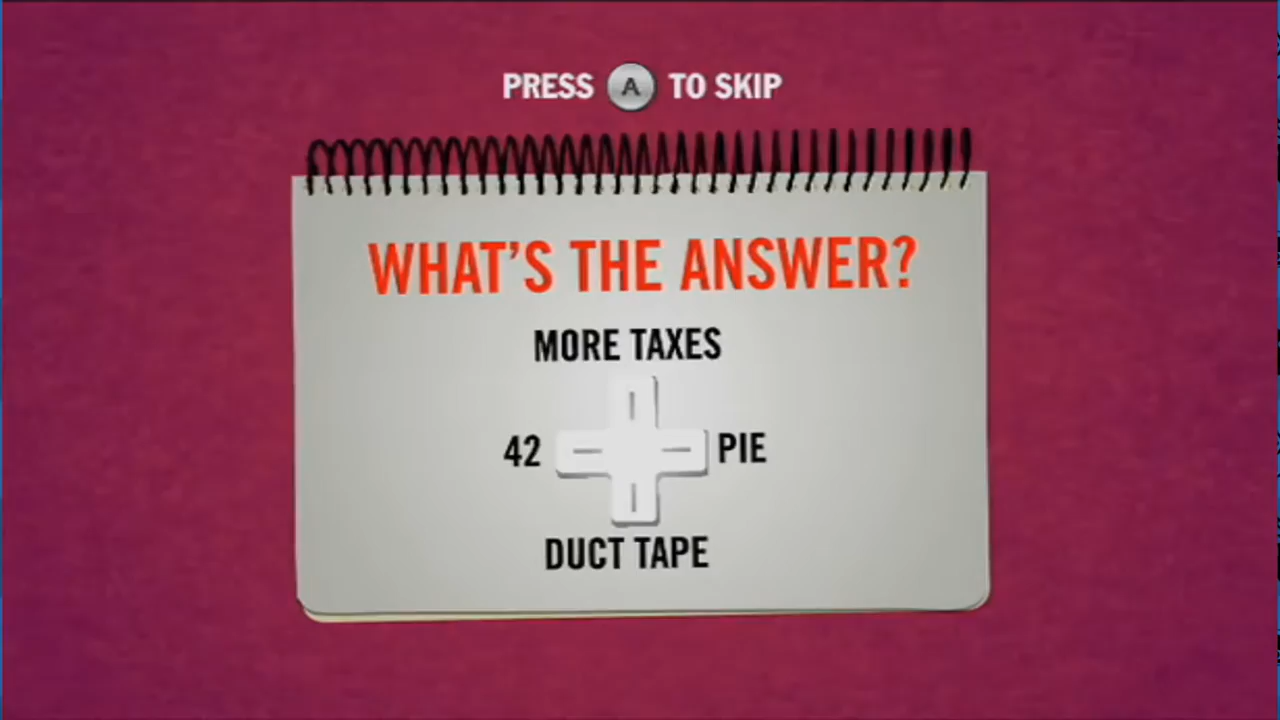 PRESS A TO SKIP
WHAT'S THE ANSWER?
MORE TAXES
42 PIE
DUCT TAPE